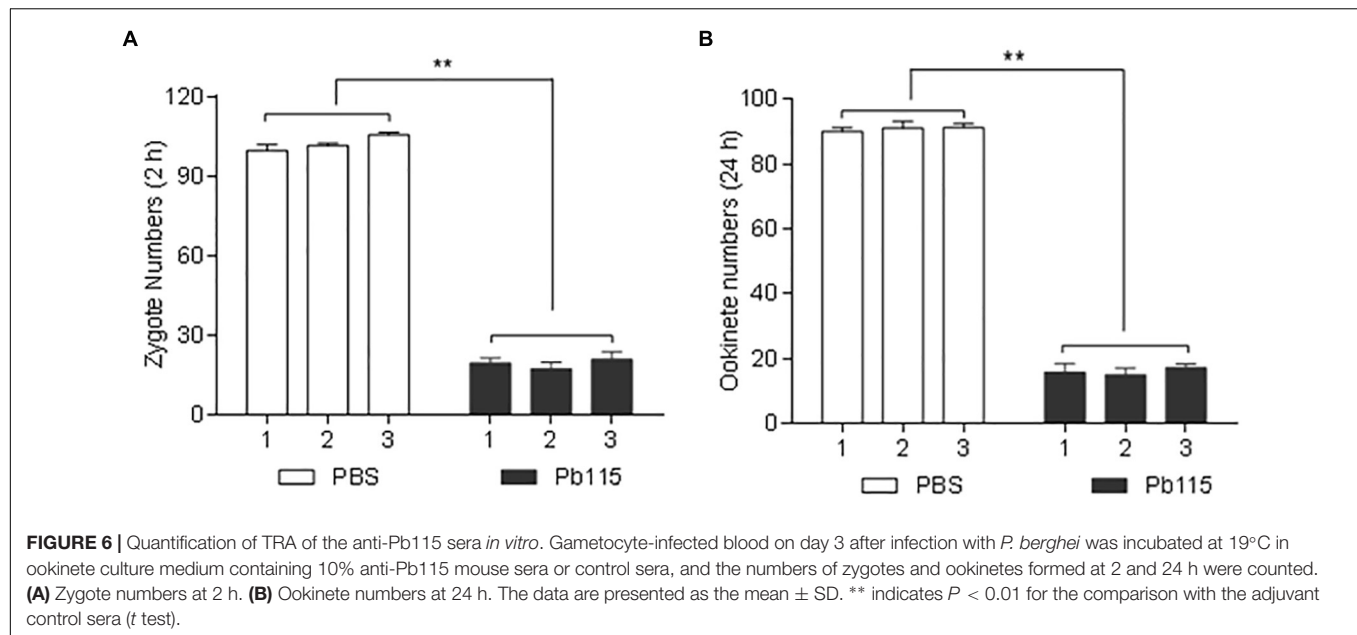 A
**
Zygote Numbers (2 h)
120
90
60
30
0
1 2 3 1 2 3
PBS Pb115
B
**
Ookinete numbers (24 h)
100
80
60
40
20
0
1 2 3 1 2 3
PBS Pb115
FIGURE 6 | Quantification of TRA of the anti-Pb115 sera in vitro. Gametocyte-infected blood on day 3 after infection with P. berghei was incubated at 19°C in
ookinete culture medium containing 10% anti-Pb115 mouse sera or control sera, and the numbers of zygotes and ookinetes formed at 2 and 24 h were counted.
(A) Zygote numbers at 2 h. (B) Ookinete numbers at 24 h. The data are presented as the mean ± SD. ** indicates P < 0.01 for the comparison with the adjuvant
control sera (t test).